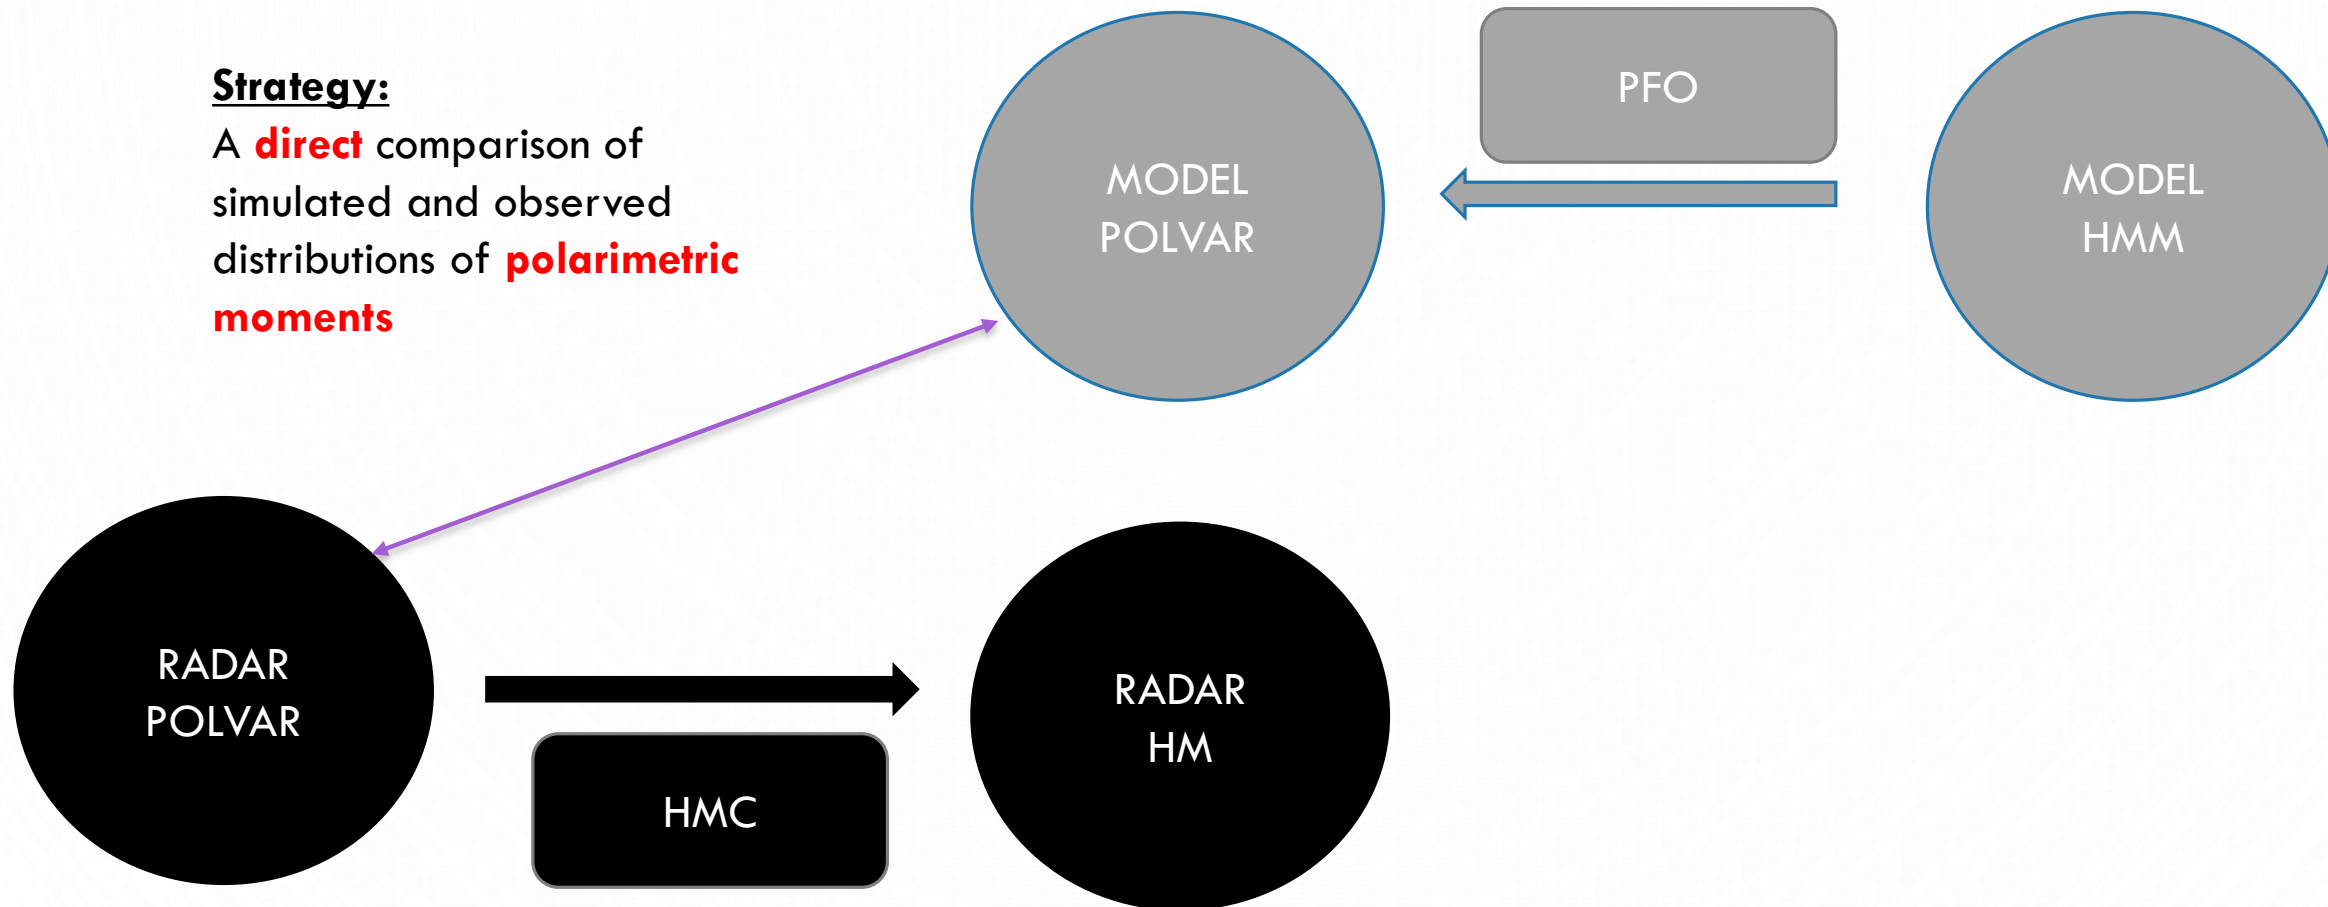 Strategy:
A direct comparison of
simulated and observed
distributions of polarimetric
moments
MODEL
POLVAR
PFO
MODEL
HMM
RADAR
POLVAR
HMC
RADAR
HM